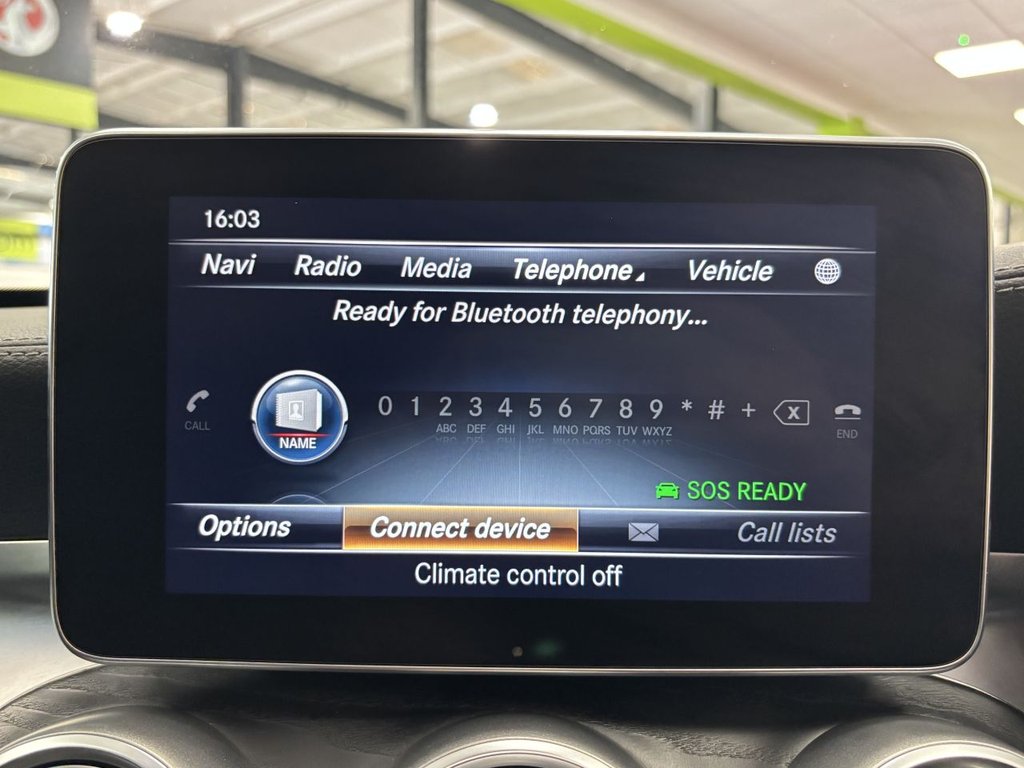 16:03
Navi Radio Media Telephone Vehicle
Ready for Bluetooth telephony...
0 1 2 3 4 5 6 7 8 9 * # + X
ABC DEF GHI JKL MNO PQRS TUV WXYZ
CALL NAME END
SOS READY
Options Connect device Call lists
Climate control off